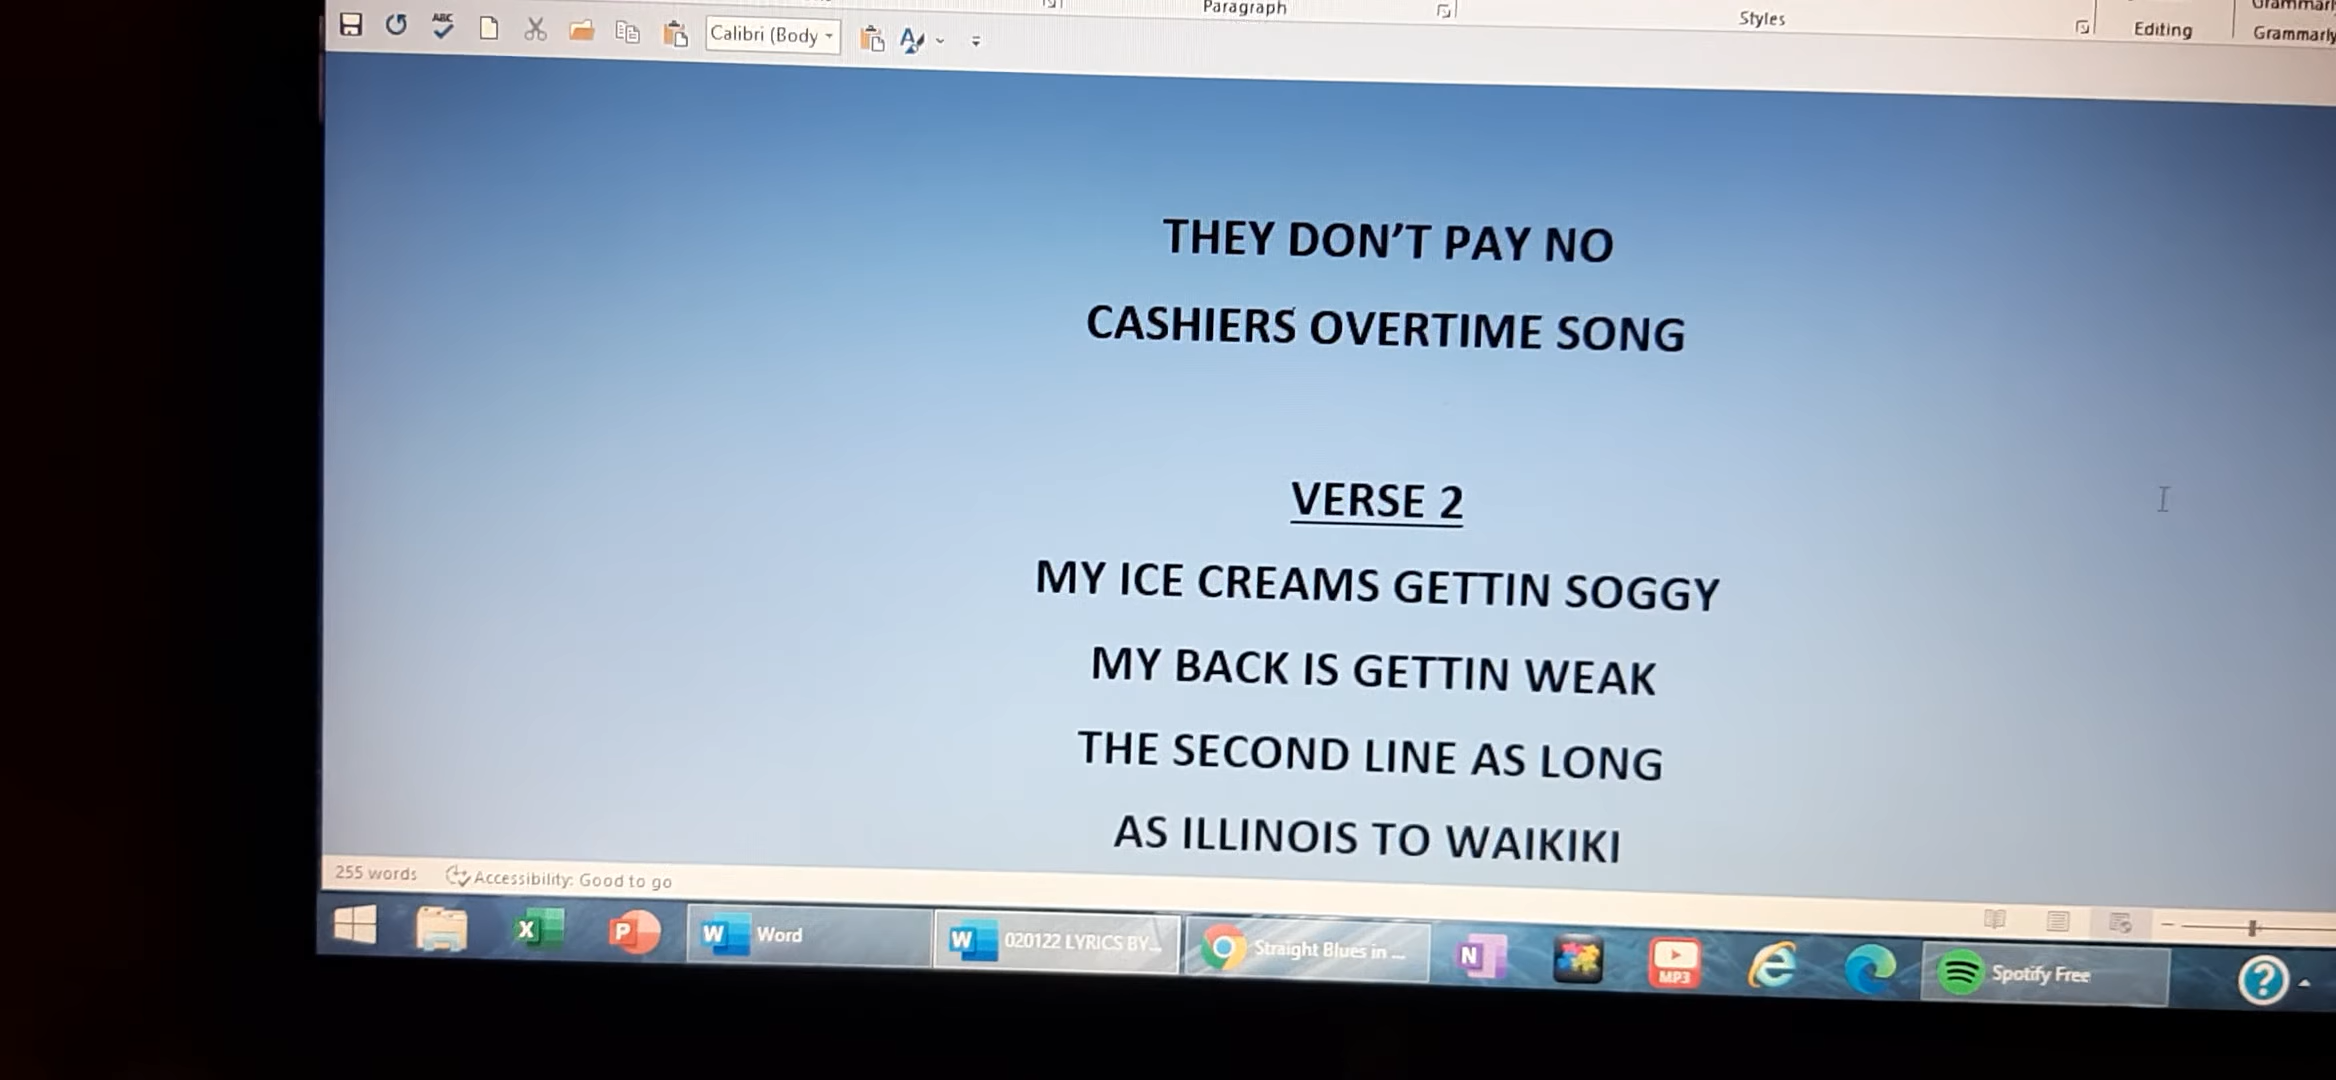 Paragraph
Styles
Editing
Grammarly
ABC
Calibri (Body
THEY DON'T PAY NO
CASHIERS OVERTIME SONG
VERSE 2
MY ICE CREAMS GETTIN SOGGY
MY BACK IS GETTIN WEAK
THE SECOND LINE AS LONG
AS ILLINOIS TO WAIKIKI
255 words
Accessibility: Good to go
X
P
W
Word
W
020122 LYRICS BY...
Straight Blues in ...
N
MP3
Spotify Free
?